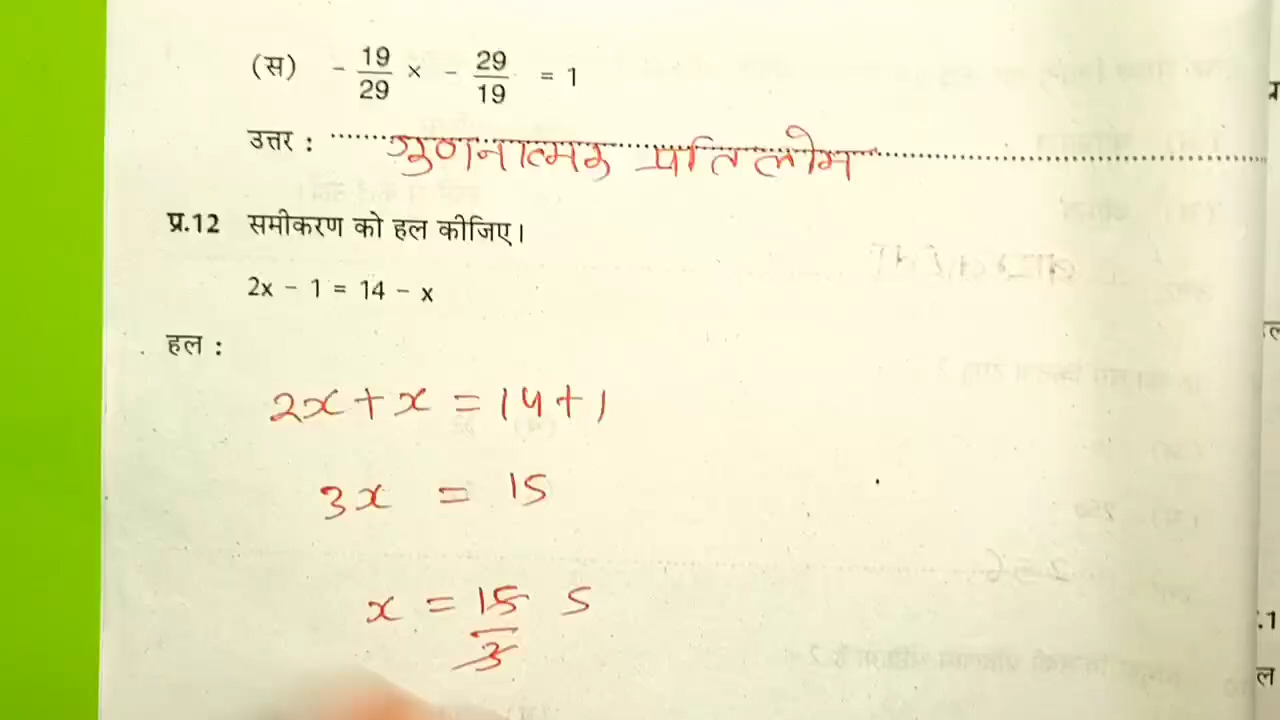 (स) - 19/29 × - 29/19 = 1
उत्तर : गुणनात्मक प्रतिलोम
प्र.12 समीकरण को हल कीजिए।
2x - 1 = 14 - x
हल :
2x + x = 14 + 1
3x = 15
x = 15/3 5